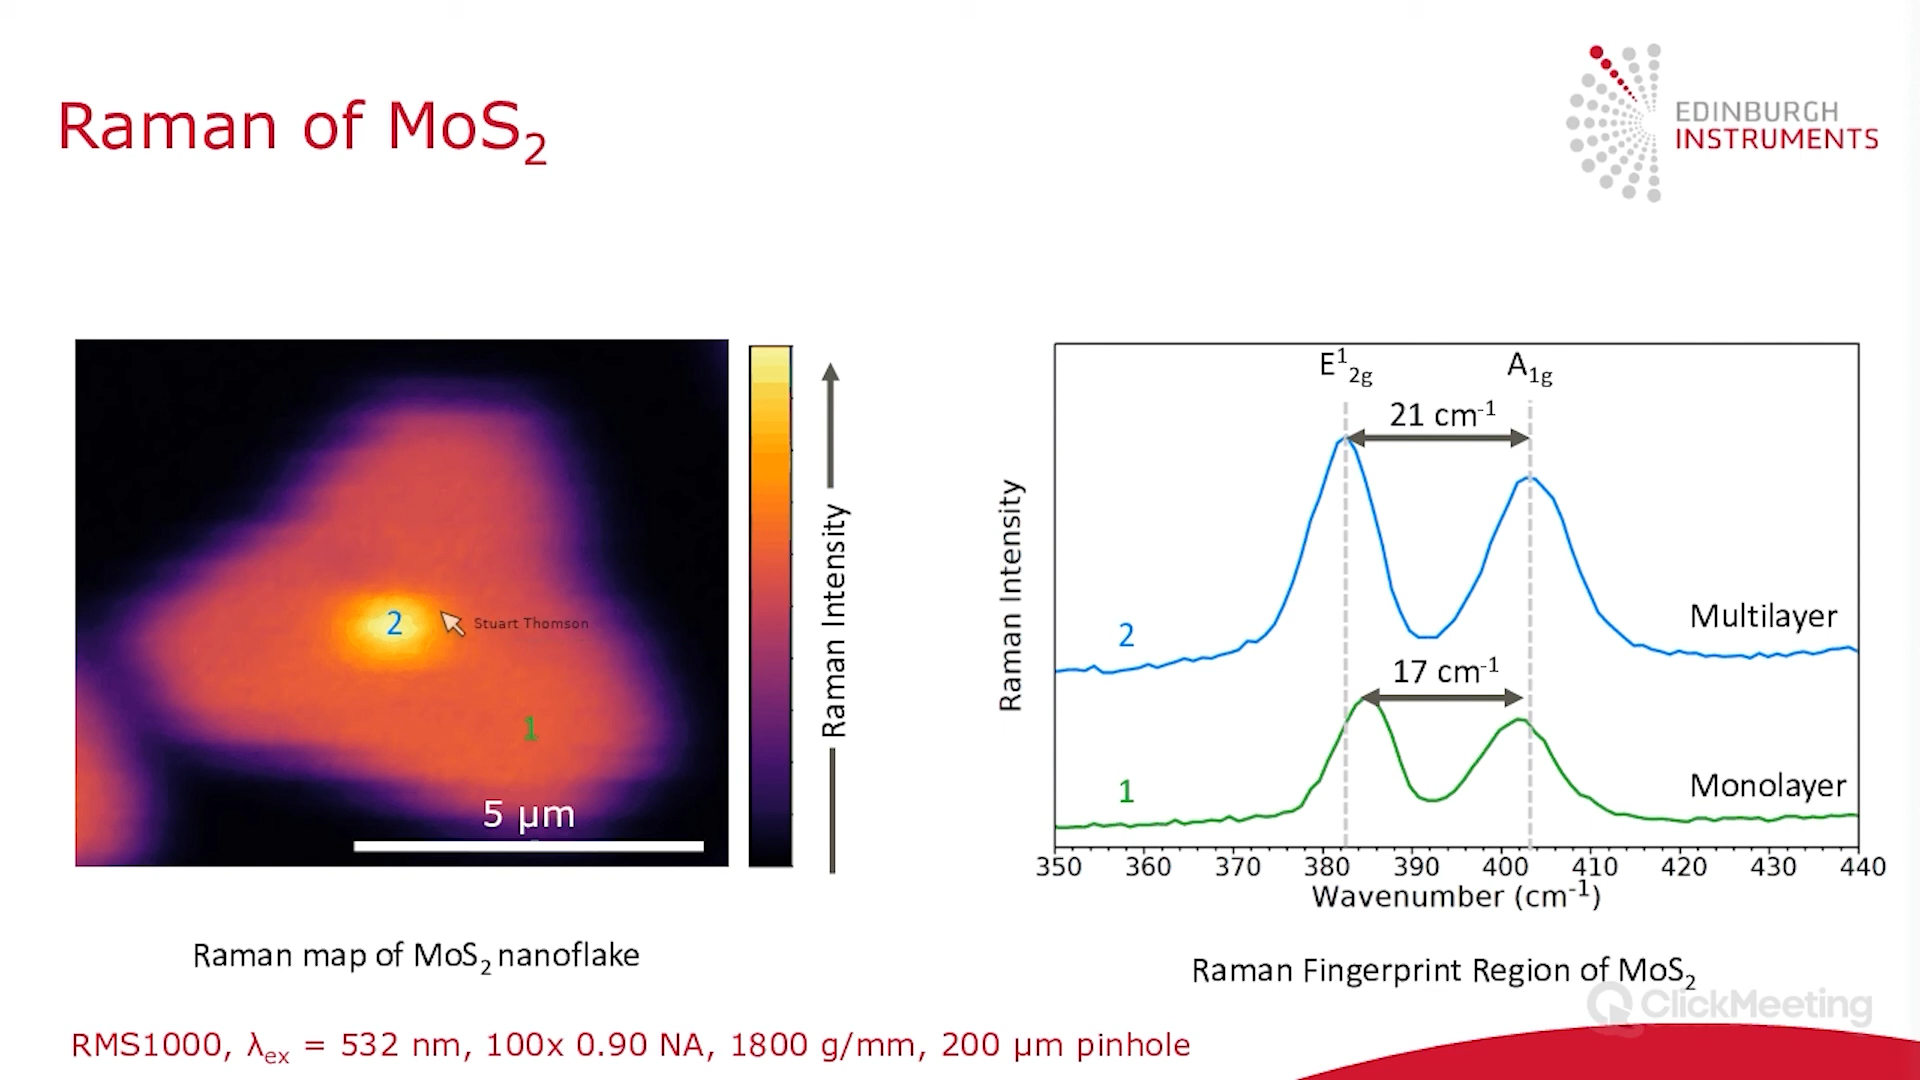 Raman of MoS₂
EDINBURGH
INSTRUMENTS
2
Stuart Thomson
1
5 µm
Raman Intensity
Raman map of MoS₂ nanoflake
E¹₂g
A₁g
21 cm⁻¹
2
Multilayer
17 cm⁻¹
1
Monolayer
Raman Intensity
350 360 370 380 390 400 410 420 430 440
Wavenumber (cm⁻¹)
Raman Fingerprint Region of MoS₂
ClickMeeting
RMS1000, λₑₓ = 532 nm, 100x 0.90 NA, 1800 g/mm, 200 µm pinhole